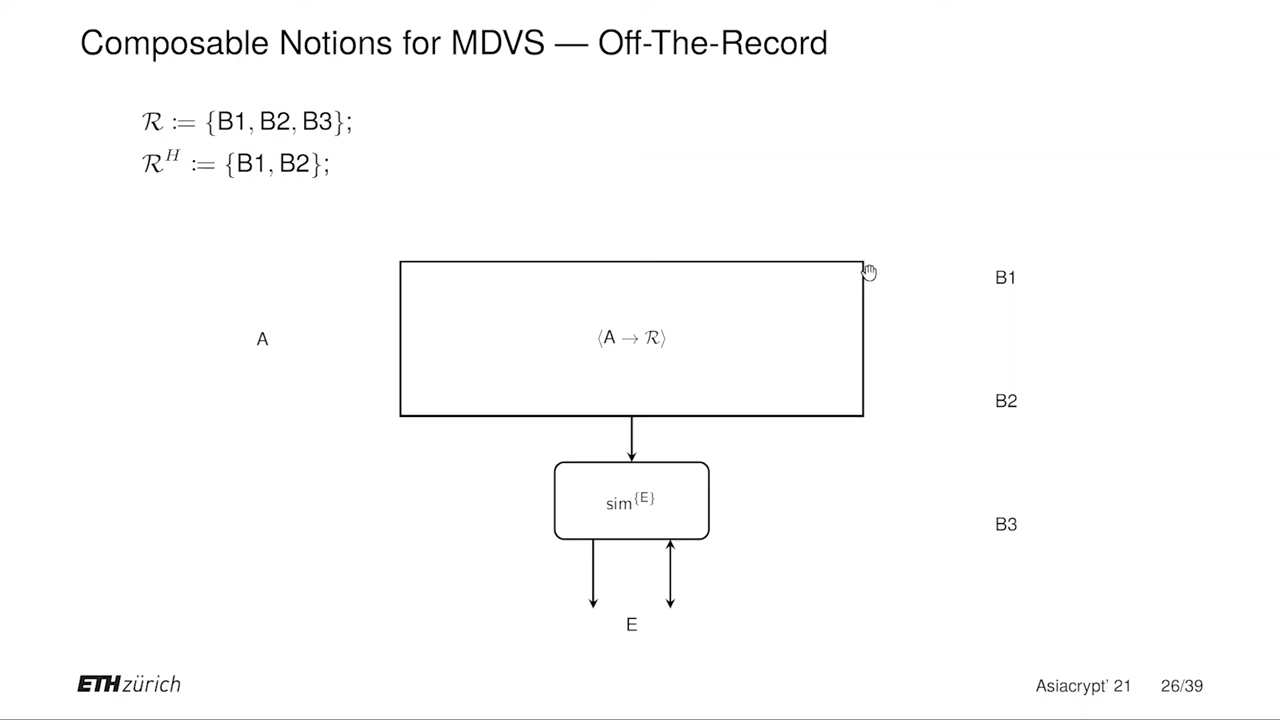 Composable Notions for MDVS — Off-The-Record
ℛ := {B1, B2, B3};
ℛᴴ := {B1, B2};
A
⟨A → ℛ⟩
B1
B2
sim^{E}
B3
E
ETH zürich
Asiacrypt' 21 26/39